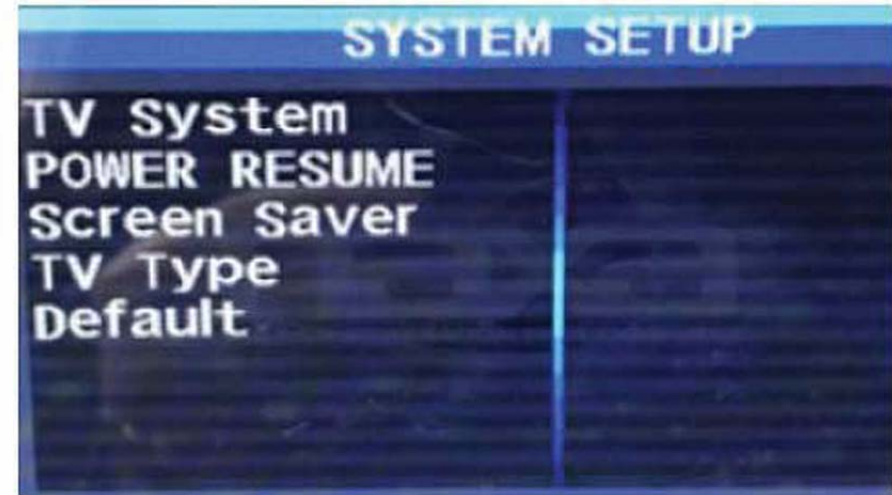 SYSTEM SETUP
TV System
POWER RESUME
Screen Saver
TV Type
Default